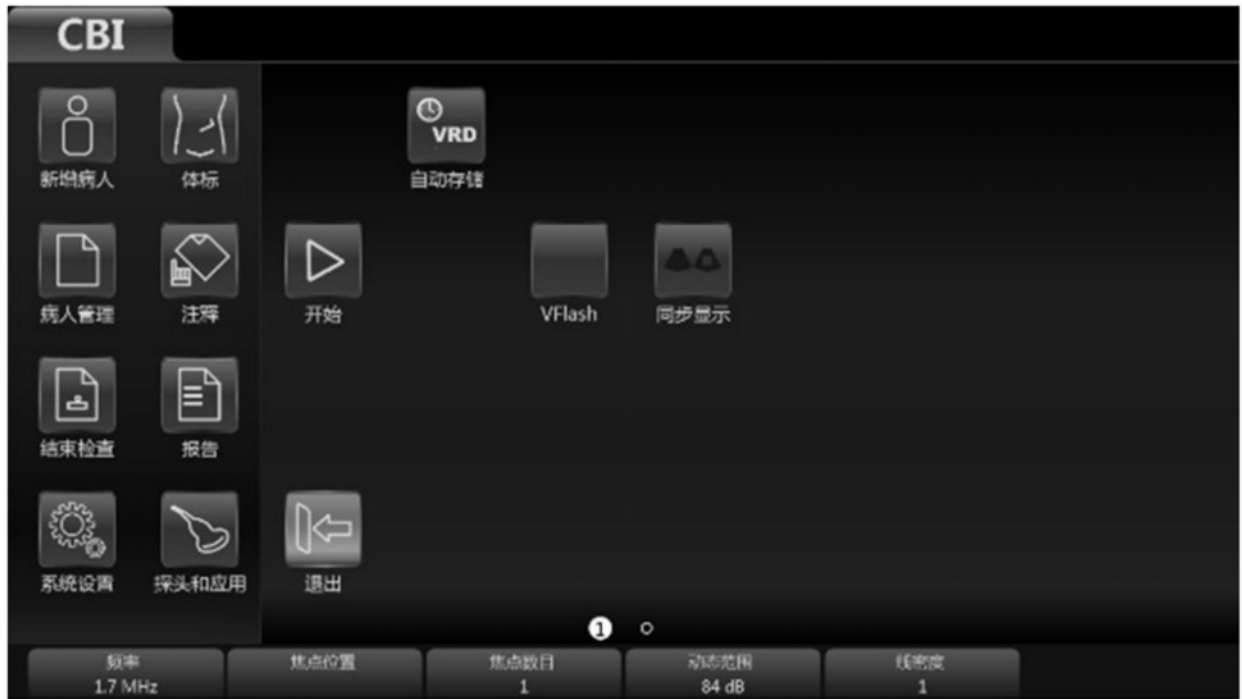 CBI
VRD
新增病人
体标
自动存储
病人管理
注释
开始
VFlash
同步显示
结束检查
报告
系统设置
探头和应用
退出
1
频率
焦点位置
焦点数目
动态范围
线密度
1.7 MHz
1
84 dB
1